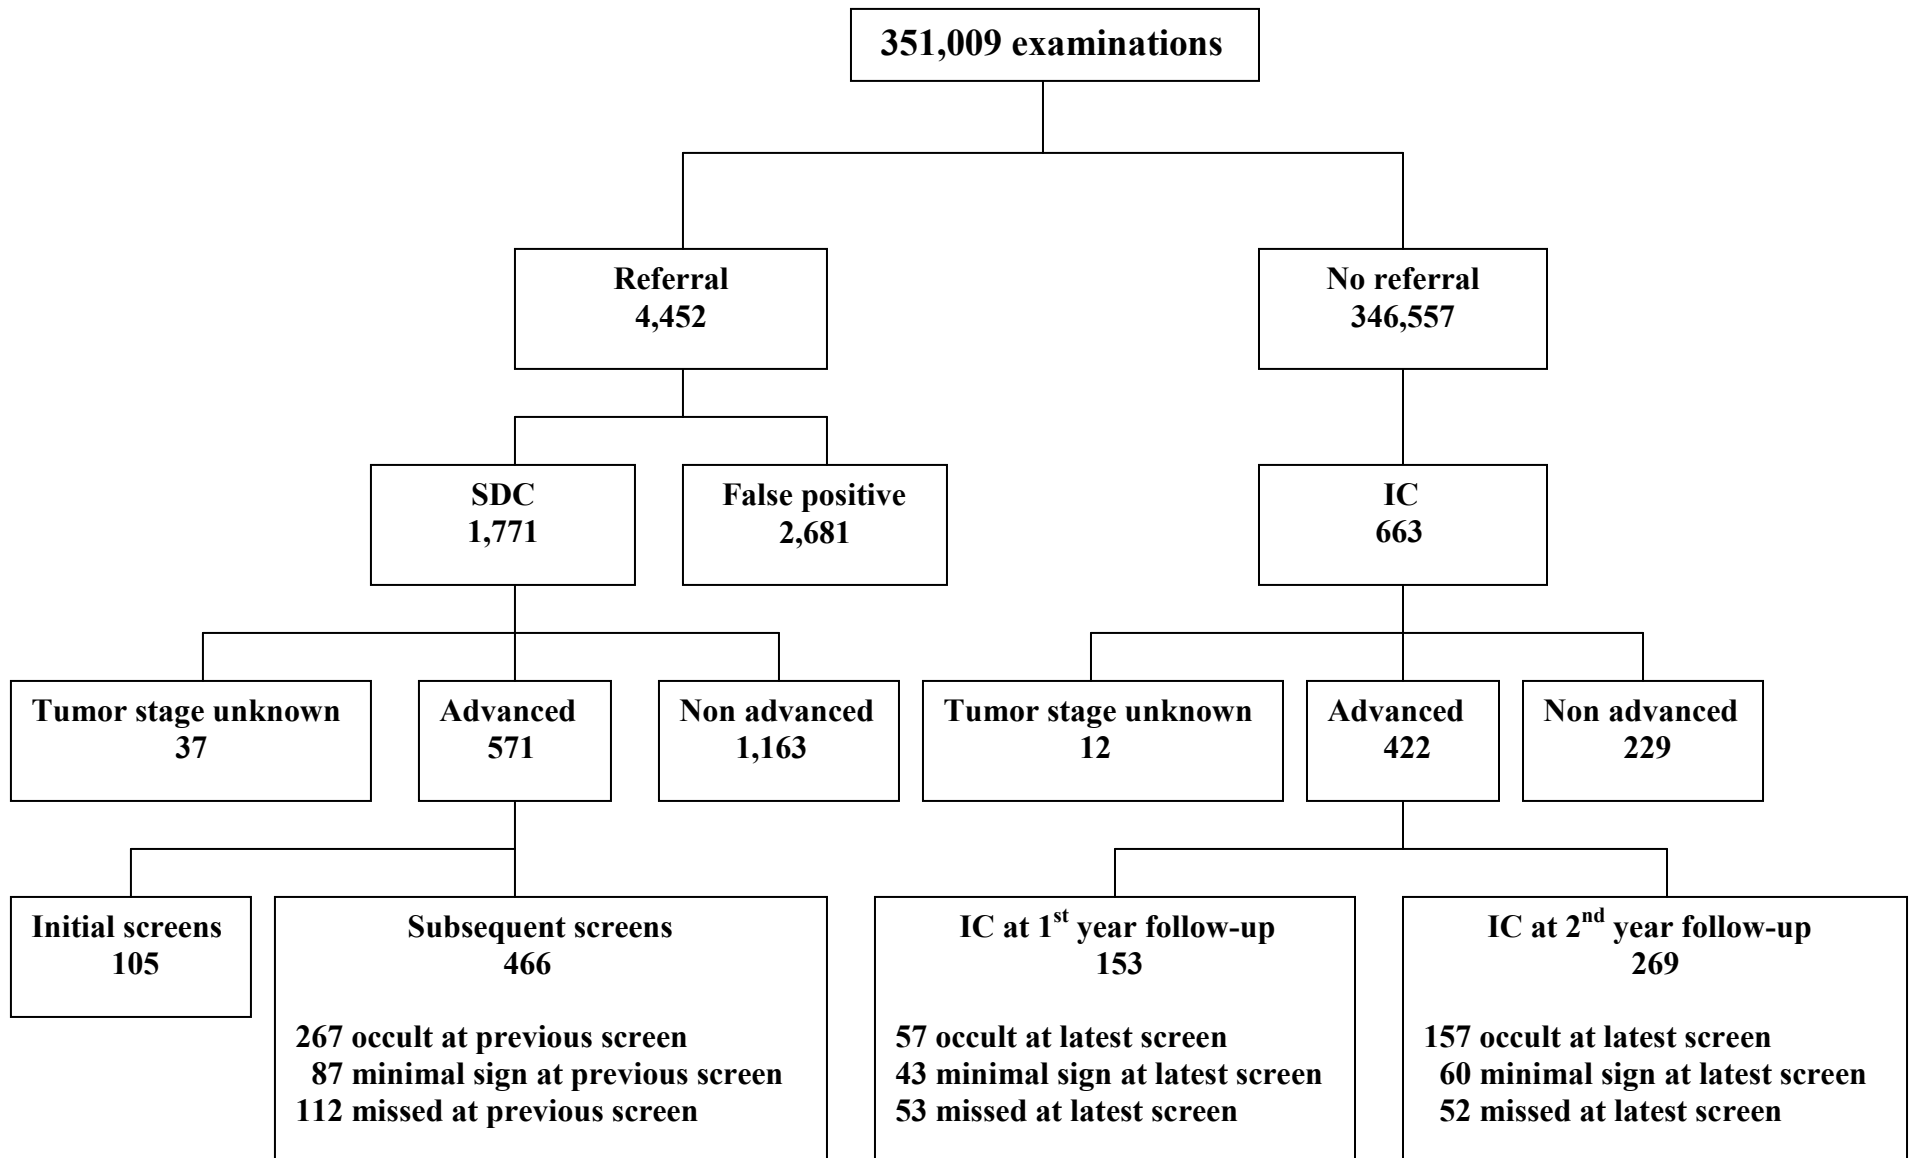 351,009 examinations
Referral
4,452
No referral
346,557
SDC
1,771
False positive
2,681
IC
663
Tumor stage unknown
37
Advanced
571
Non advanced
1,163
Tumor stage unknown
12
Advanced
422
Non advanced
229
Initial screens
105
Subsequent screens
466
267 occult at previous screen
87 minimal sign at previous screen
112 missed at previous screen
IC at 1st year follow-up
153
57 occult at latest screen
43 minimal sign at latest screen
53 missed at latest screen
IC at 2nd year follow-up
269
157 occult at latest screen
60 minimal sign at latest screen
52 missed at latest screen